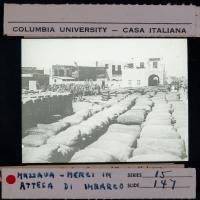 COLUMBIA UNIVERSITY — CASA ITALIANA
MASSAUA - MERCI IN
ATTESA DI IMBARCO
SERIES 15
SLIDE 147